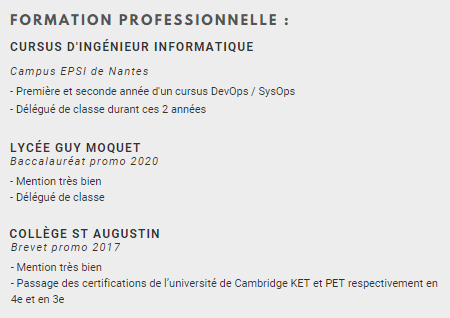 FORMATION PROFESSIONNELLE :
CURSUS D'INGÉNIEUR INFORMATIQUE
Campus EPSI de Nantes
- Première et seconde année d'un cursus DevOps / SysOps
- Délégué de classe durant ces 2 années
LYCÉE GUY MOQUET
Baccalauréat promo 2020
- Mention très bien
- Délégué de classe
COLLÈGE ST AUGUSTIN
Brevet promo 2017
- Mention très bien
- Passage des certifications de l'université de Cambridge KET et PET respectivement en
4e et en 3e